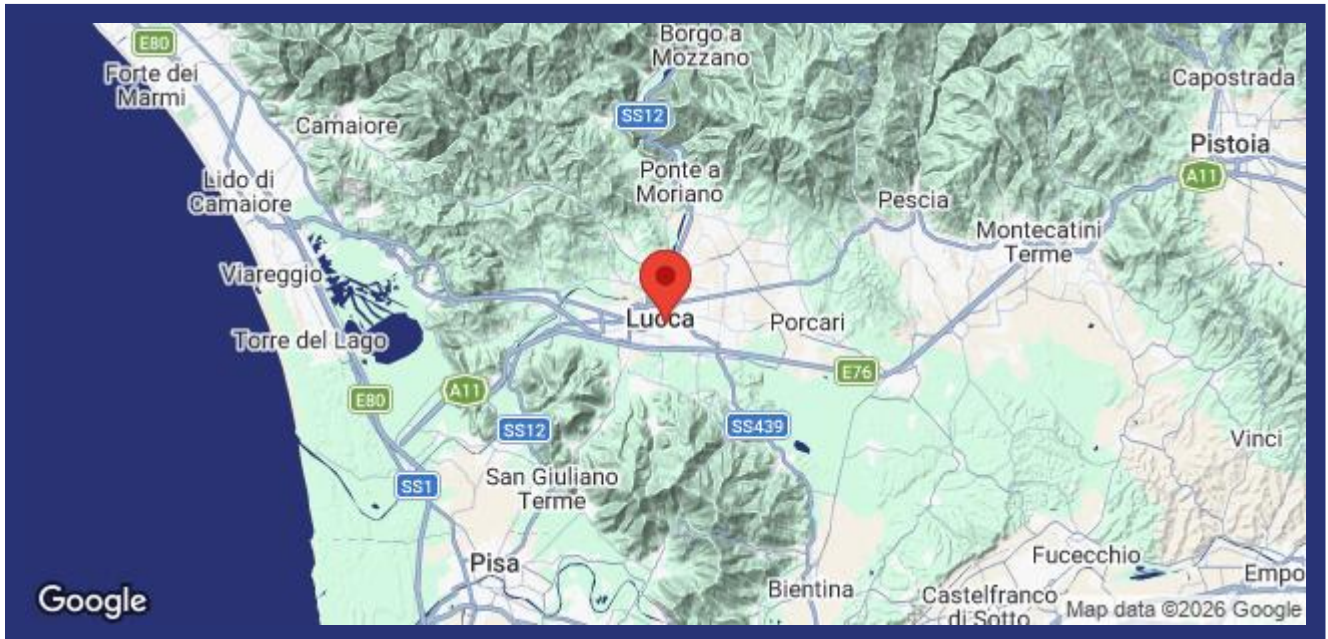 E80
Forte dei
Marmi
Borgo a
Mozzano
Capostrada
SS12
Camaiore
Pistoia
Ponte a
Moriano
A11
Lido di
Camaiore
Pescia
Montecatini
Terme
Viareggio
Lucca
Porcari
Torre del Lago
E76
A11
E80
SS12
SS439
Vinci
SS1
San Giuliano
Terme
Pisa
Fucecchio
Empo
Bientina
Castelfranco
di Sotto
Google
Map data ©2026 Google